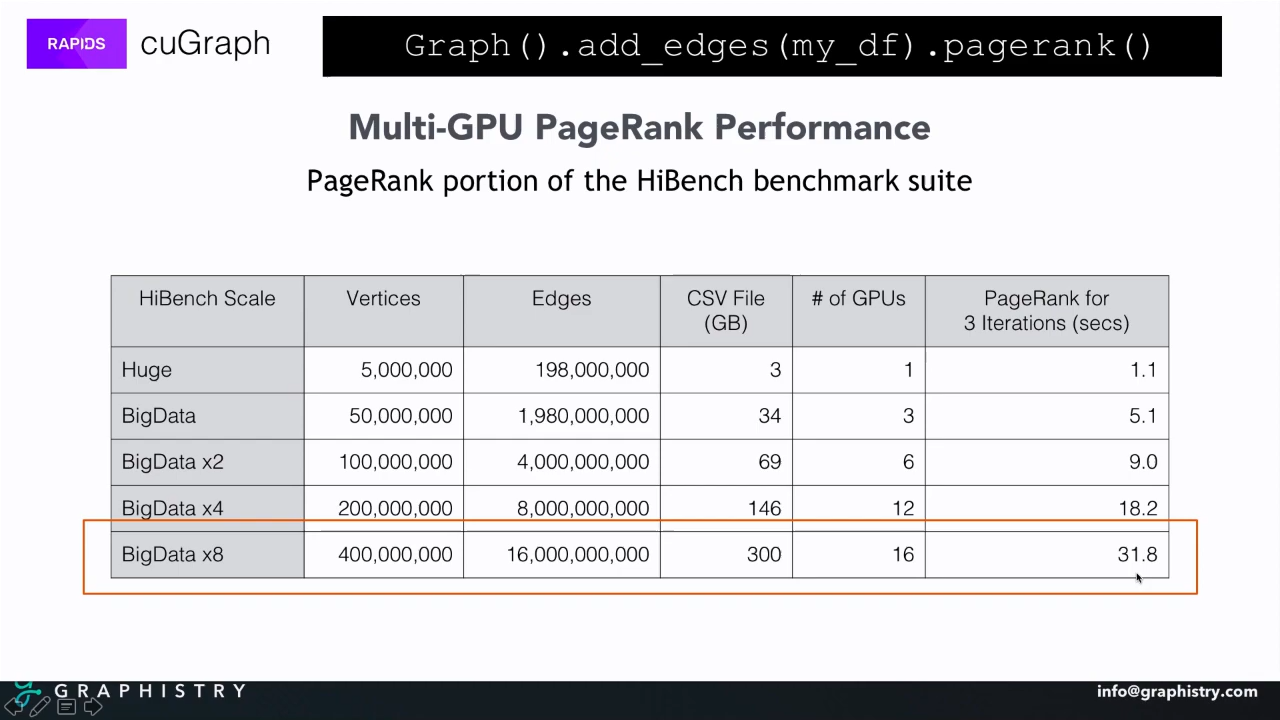 RAPIDS cuGraph Graph().add_edges(my_df).pagerank()
Multi-GPU PageRank Performance
PageRank portion of the HiBench benchmark suite
HiBench Scale Vertices Edges CSV File (GB) # of GPUs PageRank for 3 Iterations (secs)
Huge 5,000,000 198,000,000 3 1 1.1
BigData 50,000,000 1,980,000,000 34 3 5.1
BigData x2 100,000,000 4,000,000,000 69 6 9.0
BigData x4 200,000,000 8,000,000,000 146 12 18.2
BigData x8 400,000,000 16,000,000,000 300 16 31.8
GRAPHISTRY info@graphistry.com